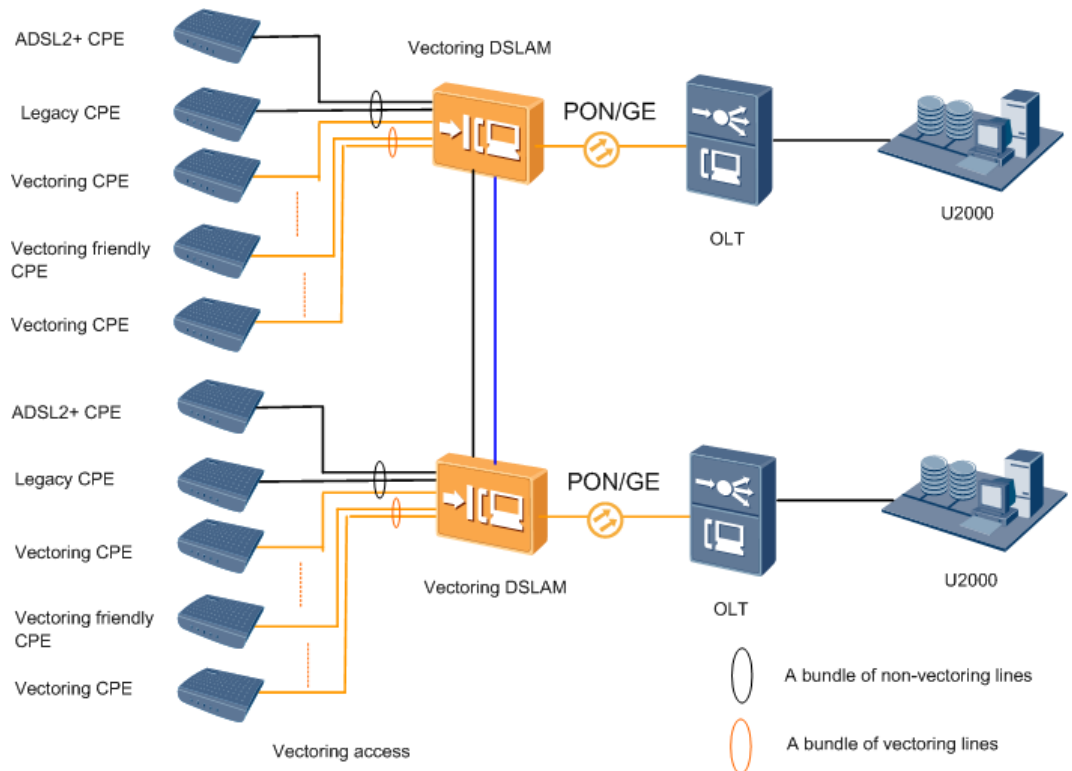 ADSL2+ CPE
Vectoring DSLAM
Legacy CPE
PON/GE
Vectoring CPE
U2000
OLT
Vectoring friendly
CPE
Vectoring CPE
ADSL2+ CPE
Legacy CPE
PON/GE
Vectoring CPE
Vectoring DSLAM
U2000
OLT
Vectoring friendly
CPE
Vectoring CPE
A bundle of non-vectoring lines
Vectoring access
A bundle of vectoring lines